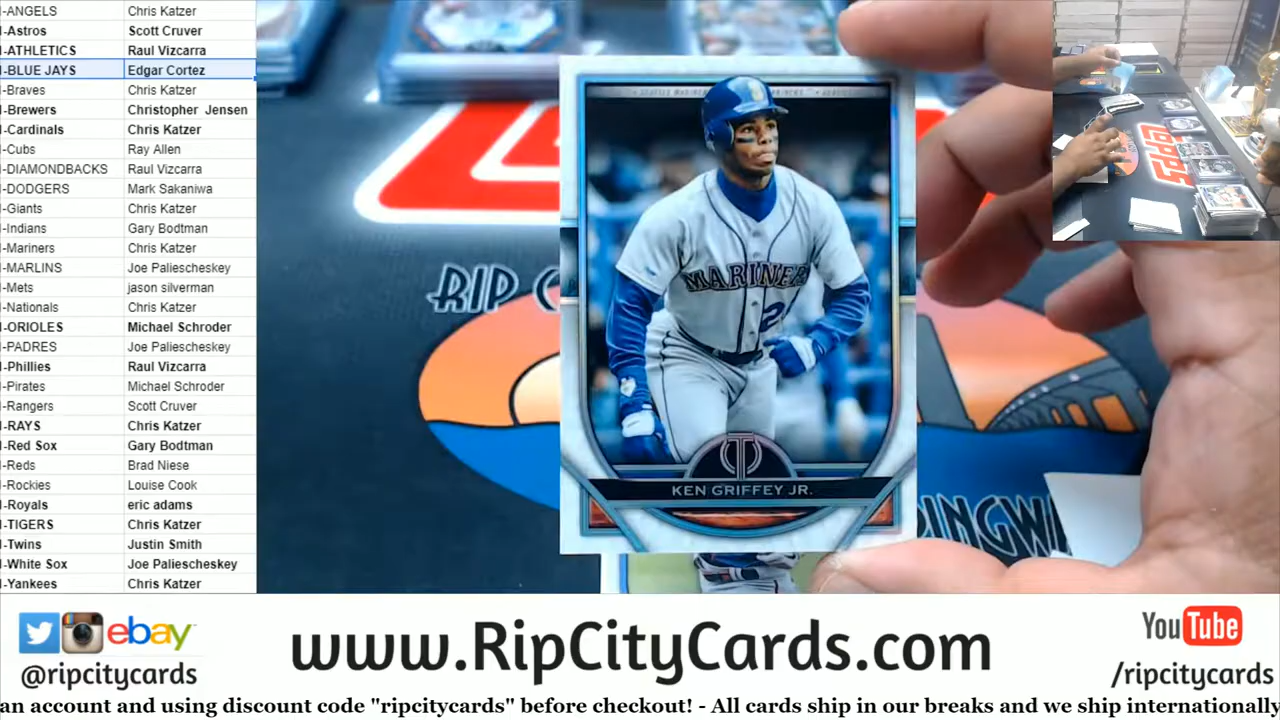 I-ANGELS Chris Katzer
I-Astros Scott Cruver
I-ATHLETICS Raul Vizcarra
I-BLUE JAYS Edgar Cortez
I-Braves Chris Katzer
I-Brewers Christopher Jensen
I-Cardinals Chris Katzer
I-Cubs Ray Allen
I-DIAMONDBACKS Raul Vizcarra
I-DODGERS Mark Sakaniwa
I-Giants Chris Katzer
I-Indians Gary Bodtman
I-Mariners Chris Katzer
I-MARLINS Joe Paliescheskey
I-Mets jason silverman
I-Nationals Chris Katzer
I-ORIOLES Michael Schroder
I-PADRES Joe Paliescheskey
I-Phillies Raul Vizcarra
I-Pirates Michael Schroder
I-Rangers Scott Cruver
I-RAYS Chris Katzer
I-Red Sox Gary Bodtman
I-Reds Brad Niese
I-Rockies Louise Cook
I-Royals eric adams
I-TIGERS Chris Katzer
I-Twins Justin Smith
I-White Sox Joe Paliescheskey
I-Yankees Chris Katzer
MARINERS
2
KEN GRIFFEY JR.
RIP C
DINGW
TOPPS
ebay
@ripcitycards
www.RipCityCards.com
YouTube
/ripcitycards
an account and using discount code "ripcitycards" before checkout! - All cards ship in our breaks and we ship internationally